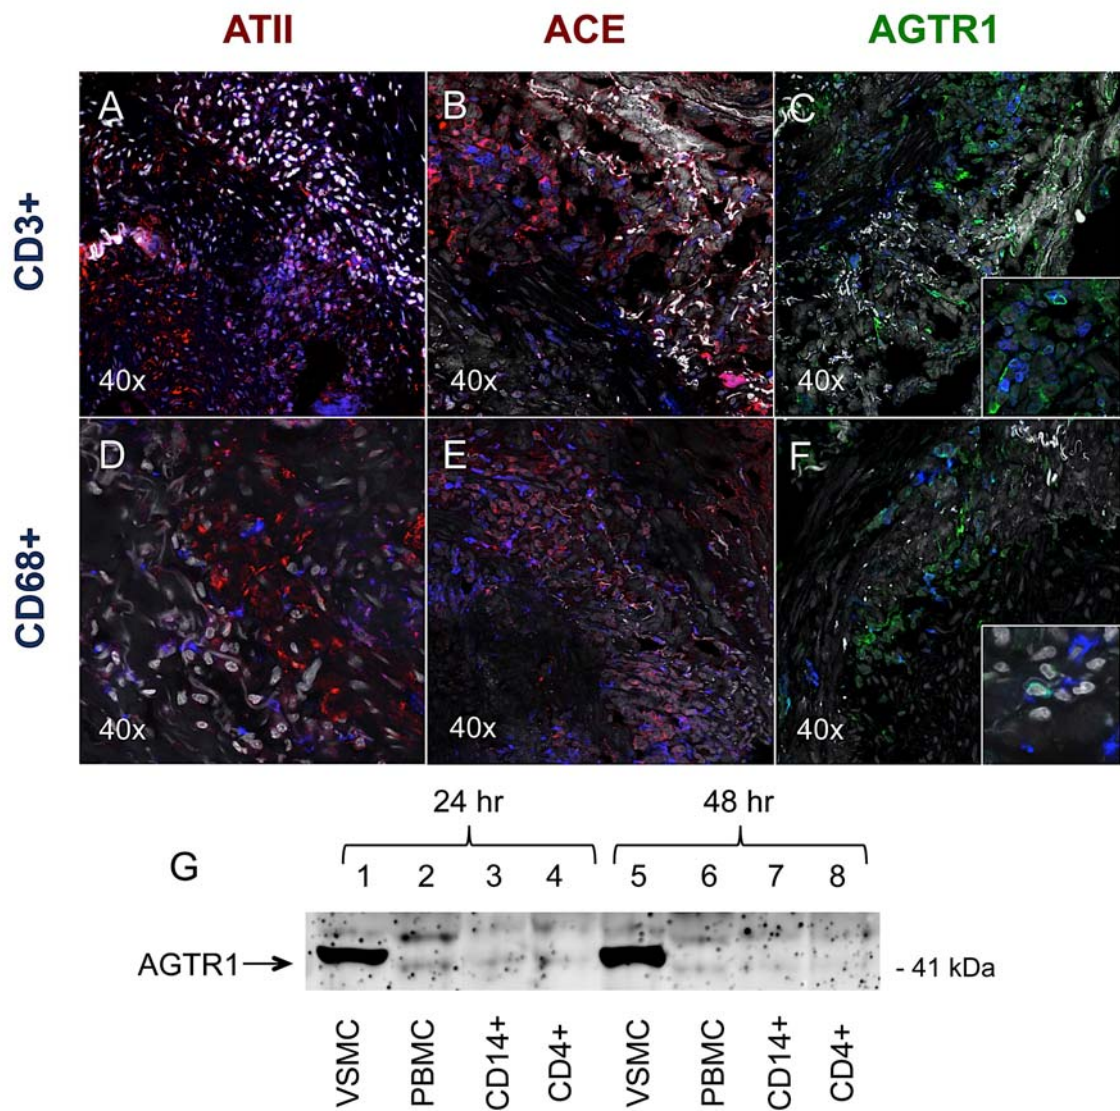 ATII ACE AGTR1
CD3+
A B C
40x 40x
CD68+
D E F
40x 40x 40x
24 hr 48 hr
G 1 2 3 4 5 6 7 8
AGTR1 - 41 kDa
VSMC PBMC CD14+ CD4+ VSMC PBMC CD14+ CD4+